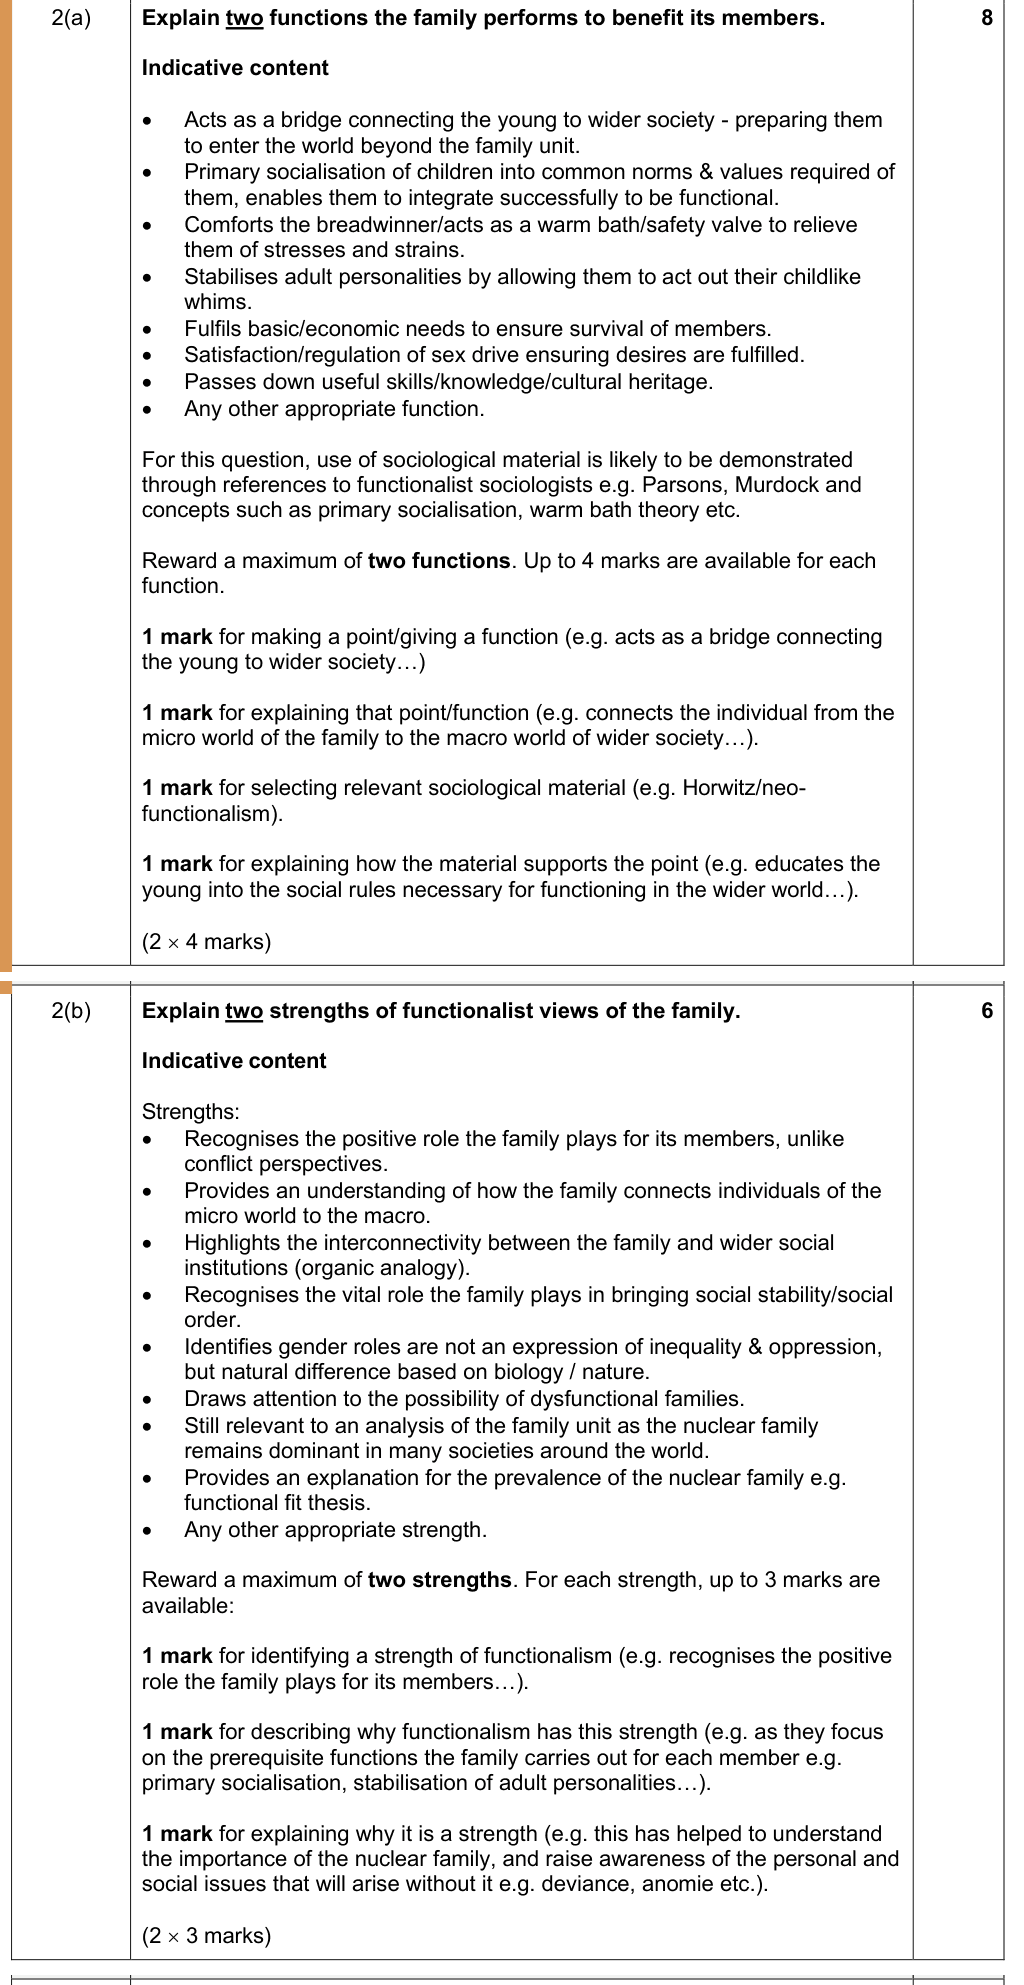 2(a) Explain two functions the family performs to benefit its members. 8
Indicative content
• Acts as a bridge connecting the young to wider society - preparing them
to enter the world beyond the family unit.
• Primary socialisation of children into common norms & values required of
them, enables them to integrate successfully to be functional.
• Comforts the breadwinner/acts as a warm bath/safety valve to relieve
them of stresses and strains.
• Stabilises adult personalities by allowing them to act out their childlike
whims.
• Fulfils basic/economic needs to ensure survival of members.
• Satisfaction/regulation of sex drive ensuring desires are fulfilled.
• Passes down useful skills/knowledge/cultural heritage.
• Any other appropriate function.
For this question, use of sociological material is likely to be demonstrated
through references to functionalist sociologists e.g. Parsons, Murdock and
concepts such as primary socialisation, warm bath theory etc.
Reward a maximum of two functions. Up to 4 marks are available for each
function.
1 mark for making a point/giving a function (e.g. acts as a bridge connecting
the young to wider society…)
1 mark for explaining that point/function (e.g. connects the individual from the
micro world of the family to the macro world of wider society…).
1 mark for selecting relevant sociological material (e.g. Horwitz/neo-
functionalism).
1 mark for explaining how the material supports the point (e.g. educates the
young into the social rules necessary for functioning in the wider world…).
(2 × 4 marks)
2(b) Explain two strengths of functionalist views of the family. 6
Indicative content
Strengths:
• Recognises the positive role the family plays for its members, unlike
conflict perspectives.
• Provides an understanding of how the family connects individuals of the
micro world to the macro.
• Highlights the interconnectivity between the family and wider social
institutions (organic analogy).
• Recognises the vital role the family plays in bringing social stability/social
order.
• Identifies gender roles are not an expression of inequality & oppression,
but natural difference based on biology / nature.
• Draws attention to the possibility of dysfunctional families.
• Still relevant to an analysis of the family unit as the nuclear family
remains dominant in many societies around the world.
• Provides an explanation for the prevalence of the nuclear family e.g.
functional fit thesis.
• Any other appropriate strength.
Reward a maximum of two strengths. For each strength, up to 3 marks are
available:
1 mark for identifying a strength of functionalism (e.g. recognises the positive
role the family plays for its members…).
1 mark for describing why functionalism has this strength (e.g. as they focus
on the prerequisite functions the family carries out for each member e.g.
primary socialisation, stabilisation of adult personalities…).
1 mark for explaining why it is a strength (e.g. this has helped to understand
the importance of the nuclear family, and raise awareness of the personal and
social issues that will arise without it e.g. deviance, anomie etc.).
(2 × 3 marks)